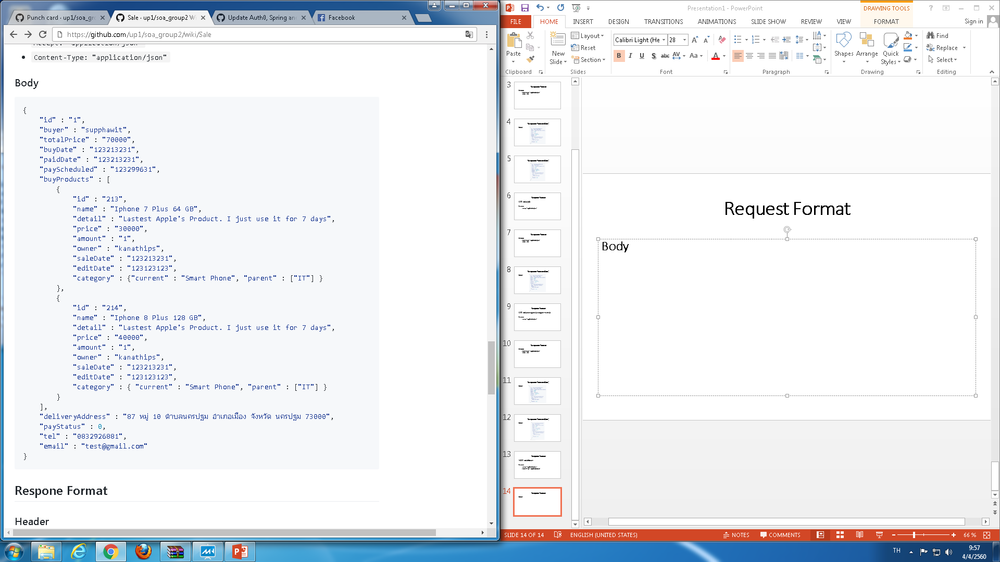 Punch card · up1/soa_gro
Sale · up1/soa_group2 Wi
Update Auth0, Spring an
Facebook
https://github.com/up1/soa_group2/wiki/Sale
Content-Type: "application/json"
Body
{
"id" : "1",
"buyer" : "supphawit",
"totalPrice" : "70000",
"buyDate" : "123213231",
"paidDate" : "123213231",
"payScheduled" : "123299631",
"buyProducts" : [
{
"id" : "213",
"name" : "Iphone 7 Plus 64 GB",
"detail" : "Lastest Apple's Product. I just use it for 7 days",
"price" : "30000",
"amount" : "1",
"owner" : "kanathips",
"saleDate" : "123213231",
"editDate" : "123123123",
"category" : {"current" : "Smart Phone", "parent" : ["IT"] }
},
{
"id" : "214",
"name" : "Iphone 8 Plus 128 GB",
"detail" : "Lastest Apple's Product. I just use it for 7 days",
"price" : "40000",
"amount" : "1",
"owner" : "kanathips",
"saleDate" : "123213231",
"editDate" : "123123123",
"category" : { "current" : "Smart Phone", "parent" : ["IT"] }
}
],
"deliveryAddress" : "87 หมู่ 10 ตำบลนครปฐม อำเภอเมือง จังหวัด นครปฐม 73000",
"payStatus" : 0,
"tel" : "0832926881",
"email" : "test@gmail.com"
}
Respone Format
Header
Presentation1 - PowerPoint
DRAWING TOOLS
FILE HOME INSERT DESIGN TRANSITIONS ANIMATIONS SLIDE SHOW REVIEW VIEW FORMAT Sign in
Paste
Clipboard
New Slide
Layout
Reset
Section
Slides
Calibri Light (He 28
B I U S abc AV Aa A
Font
Paragraph
Shapes
Arrange
Quick Styles
Drawing
Find
Replace
Select
Editing
3
4
5
6
7
8
9
10
11
12
13
14
Request Format
Body
SLIDE 14 OF 14
ENGLISH (UNITED STATES)
NOTES
COMMENTS
66 %
TH
9:57
4/4/2560